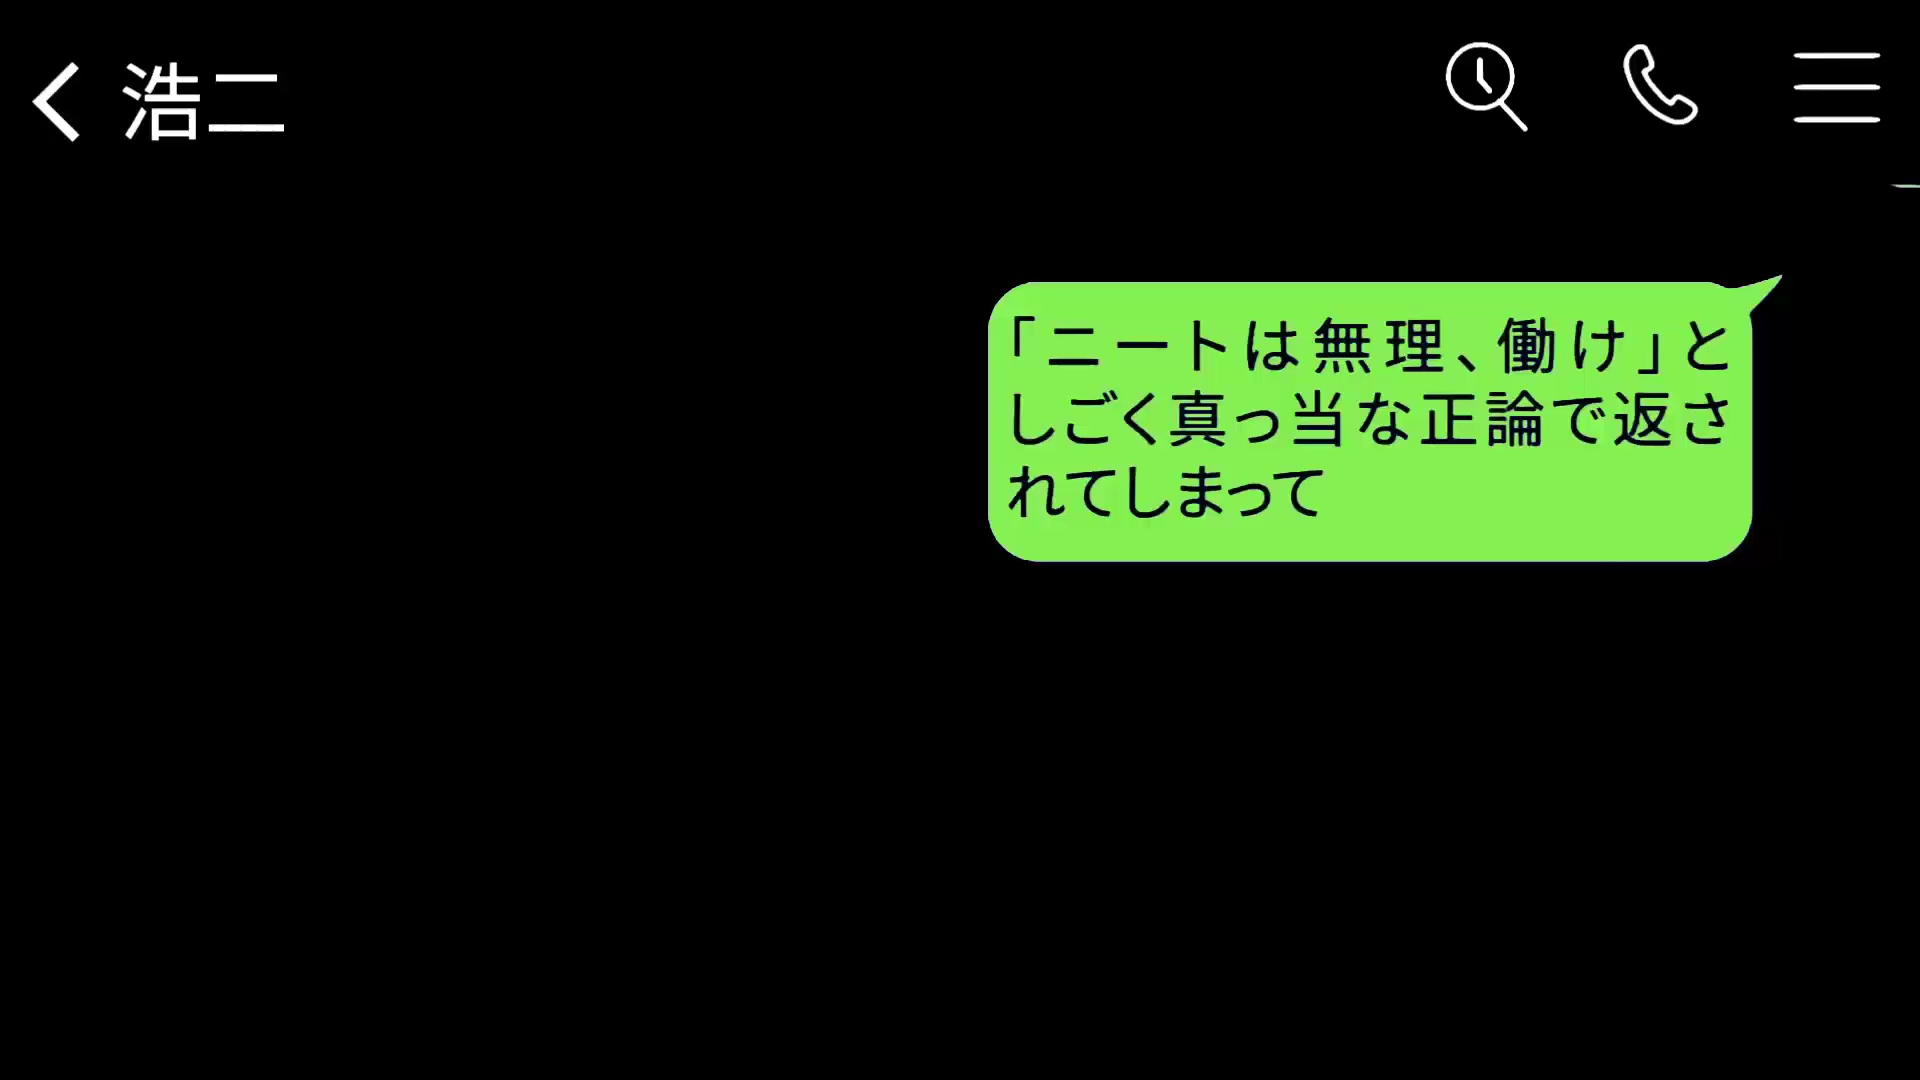 浩二
「ニートは無理、働け」と
しごく真っ当な正論で返さ
れてしまって